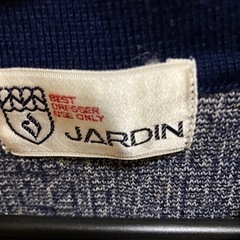 BEST
DRESSER
USE ONLY
JARDIN